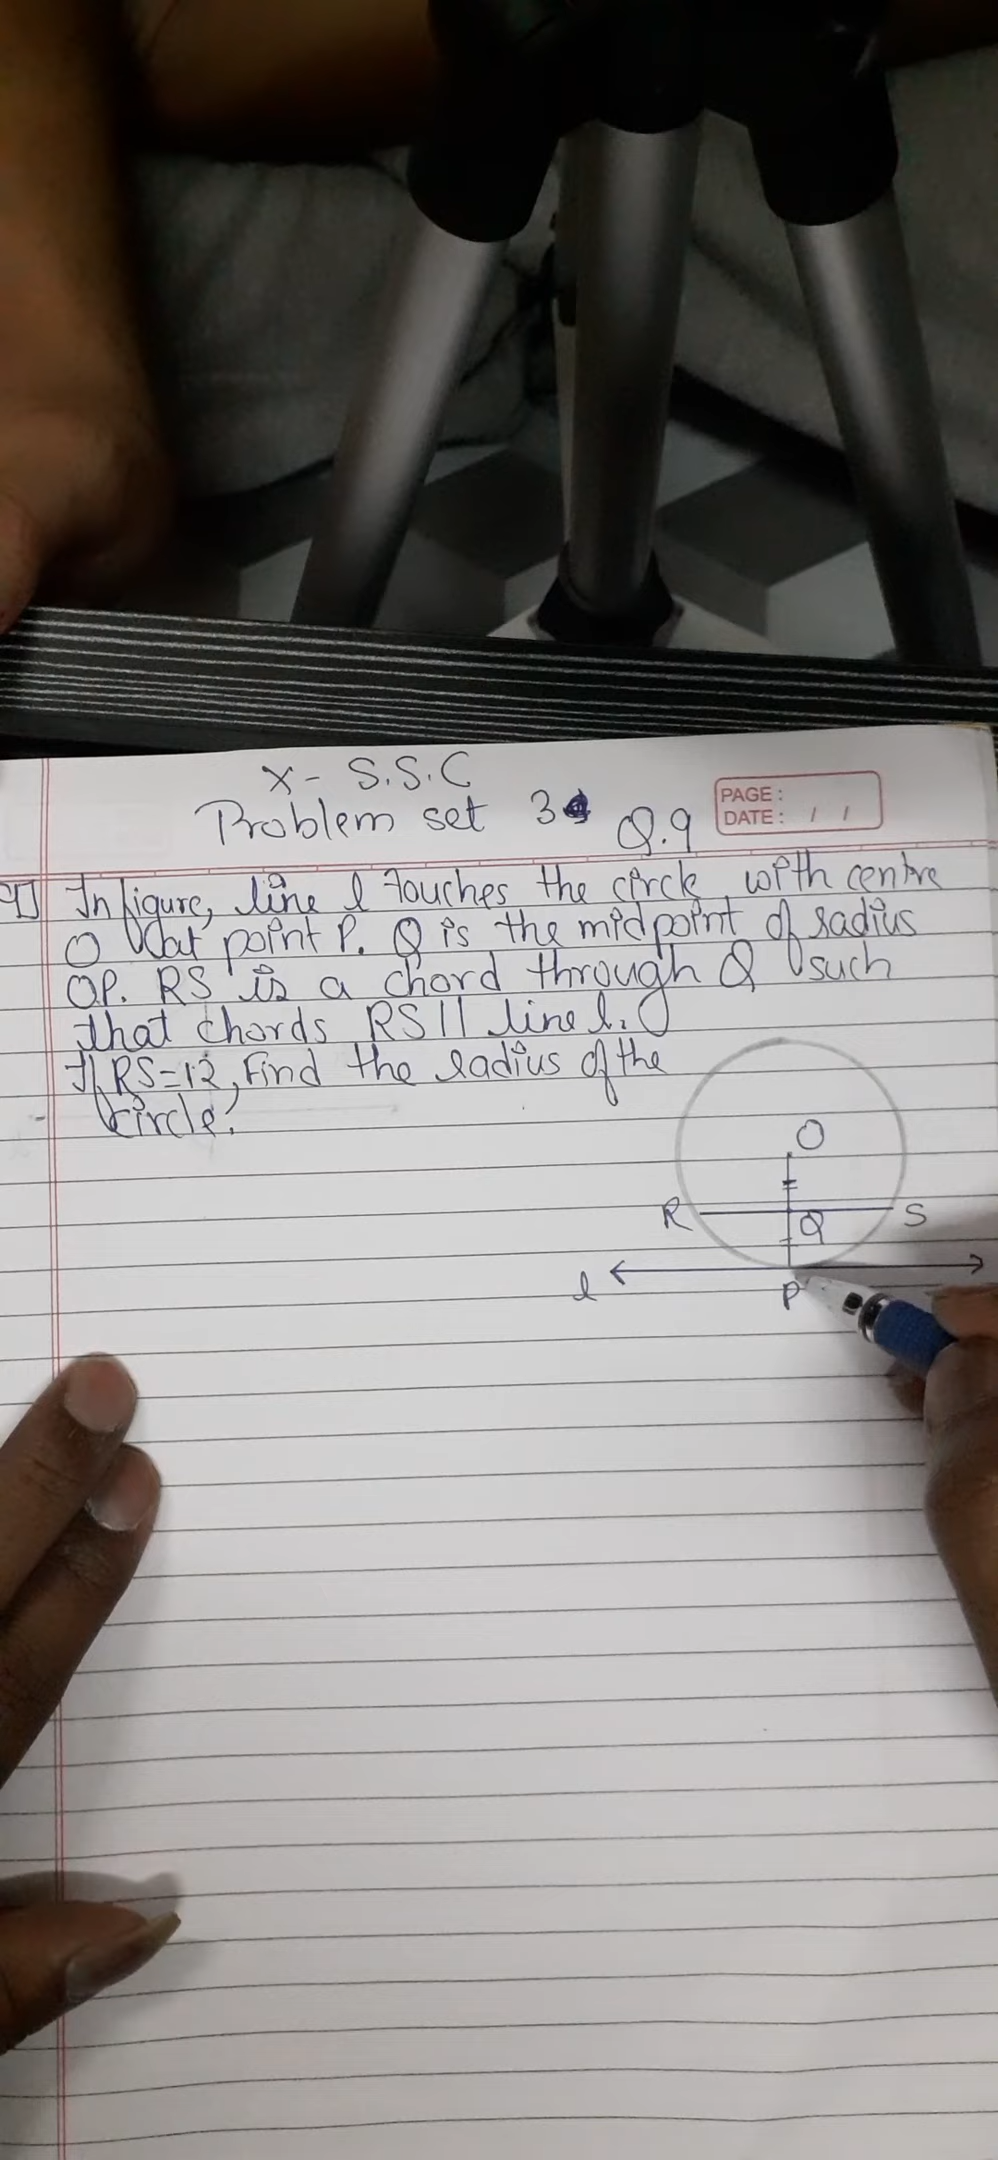 X - S.S.C
Problem set 3 Q.9
PAGE :
DATE : / /
9] In figure, line l touches the circle with centre
O at point P. Q is the midpoint of radius
OP. RS is a chord through Q such
that chords RS || line l.
If RS=12, Find the radius of the
circle.
O
R Q S
l P